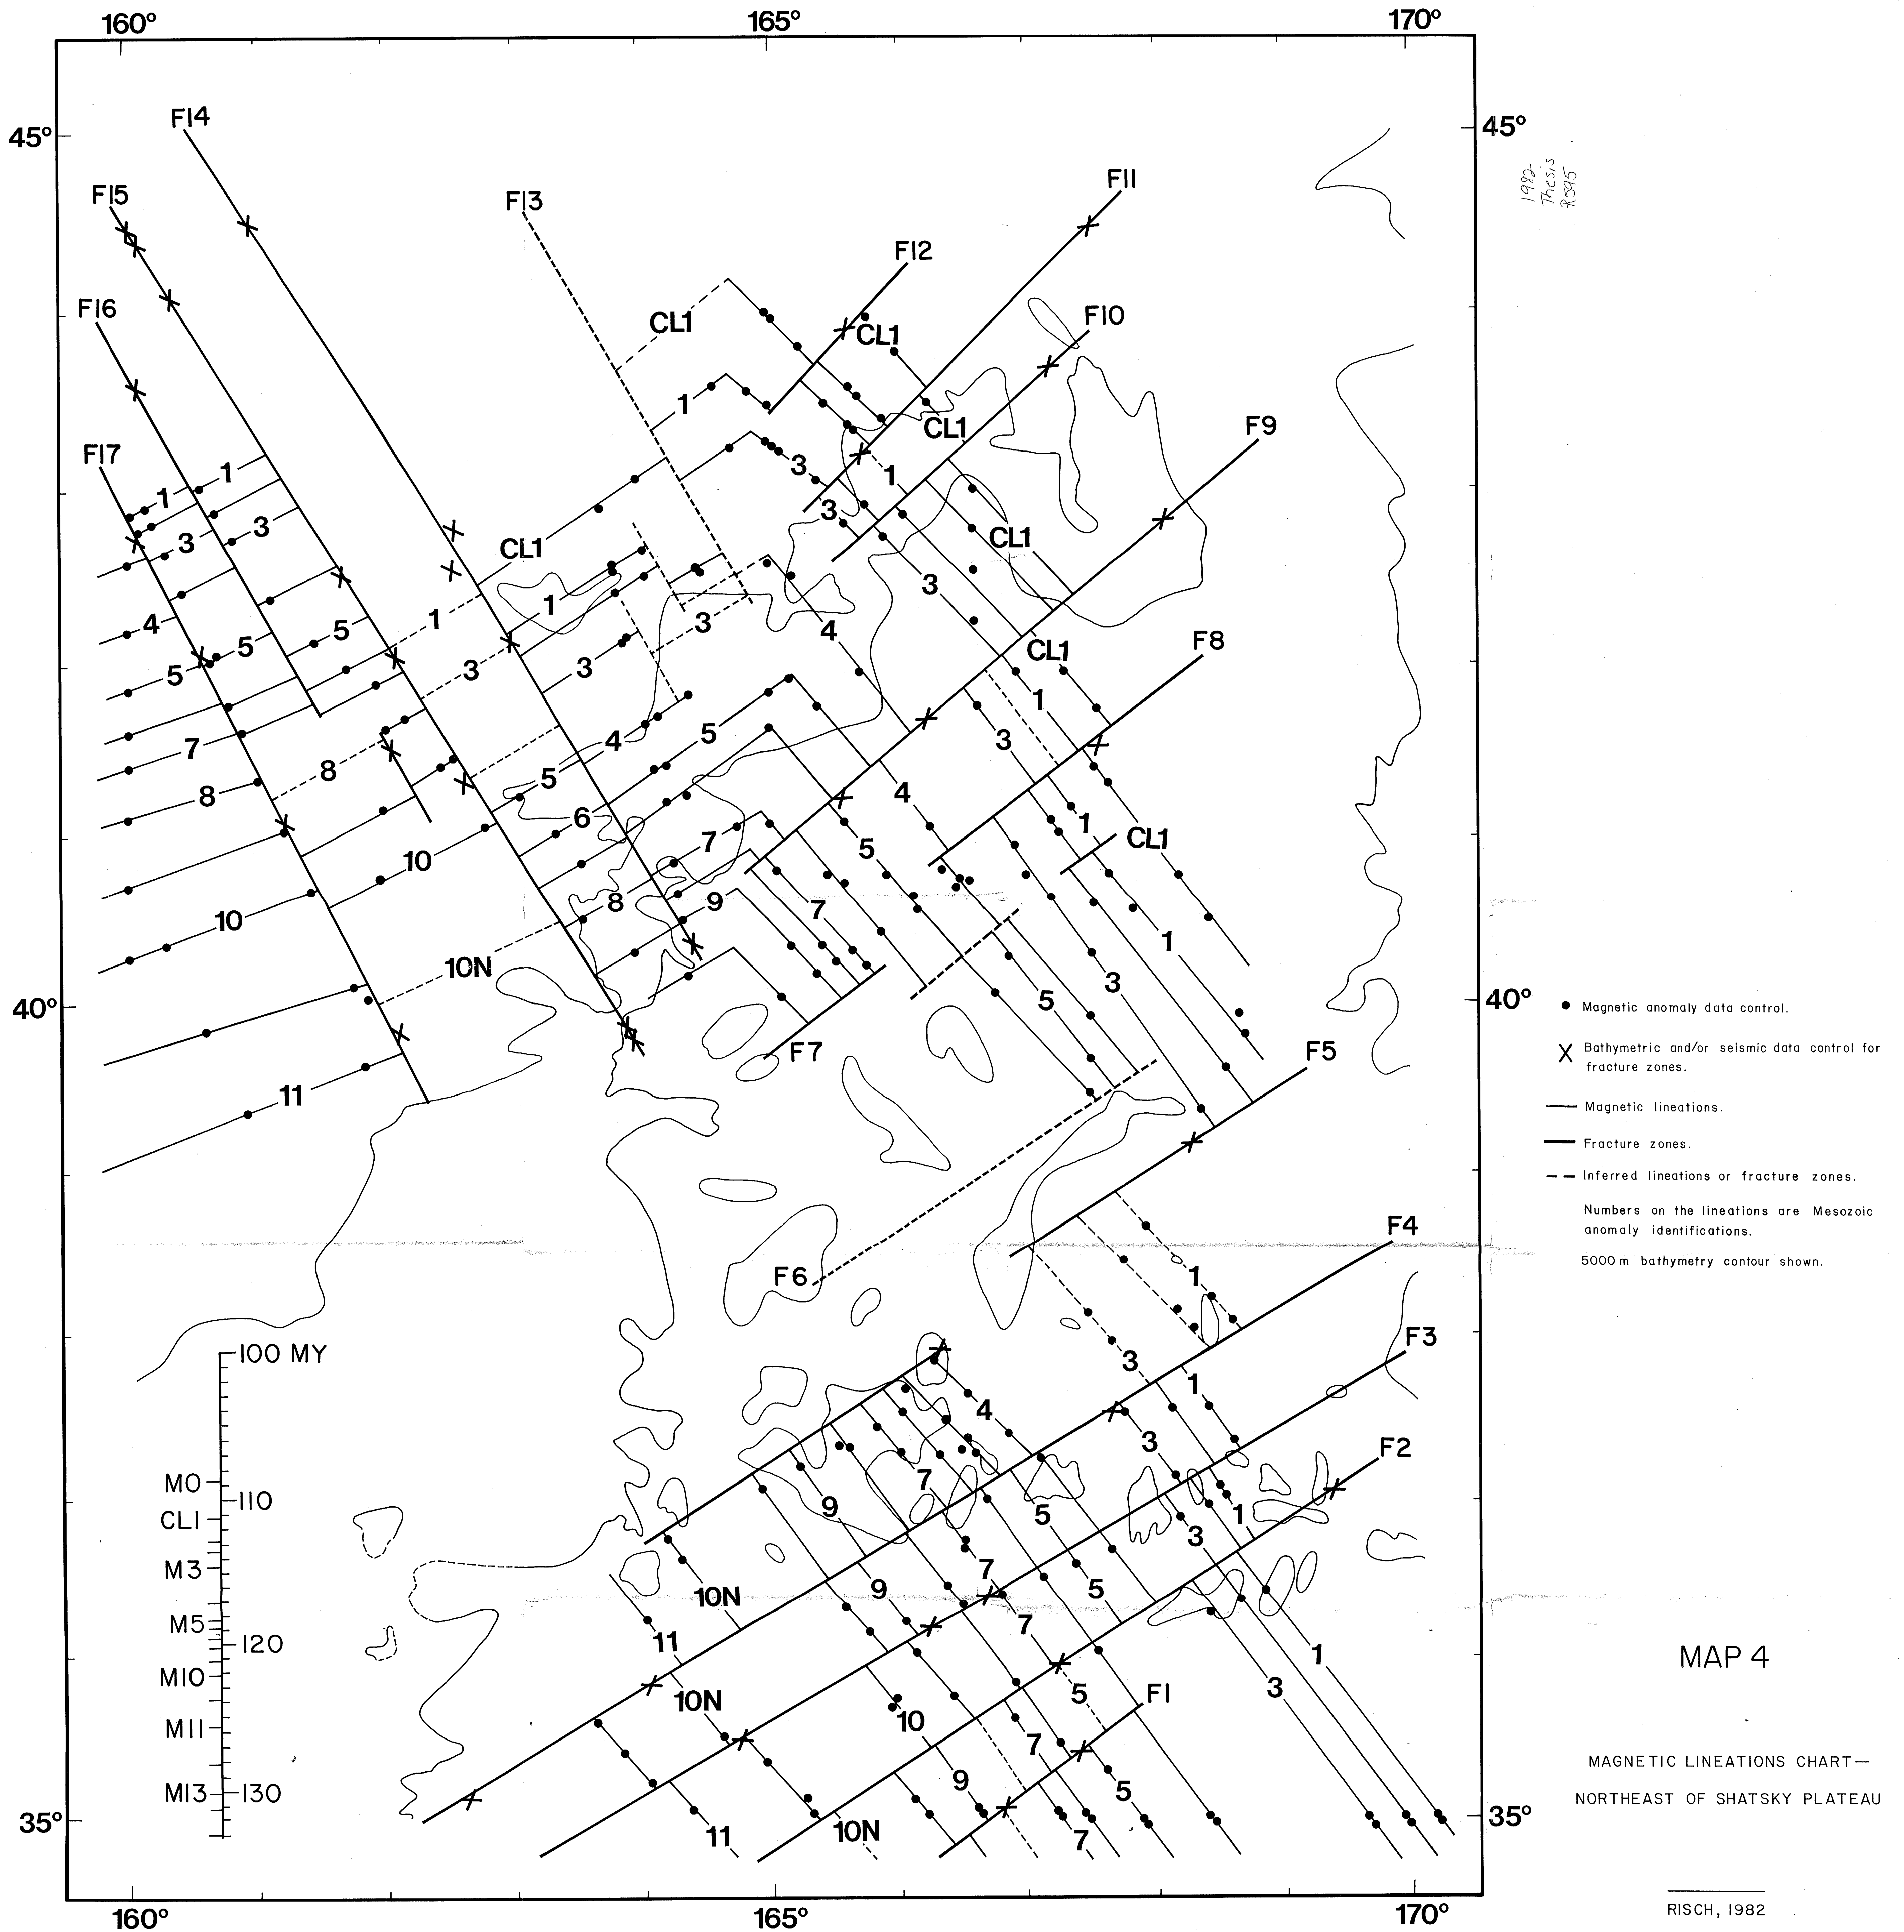 160° 165° 170°
45° 45°
1982
Thesis
R595
F14
F15
F13
F11
F16
F12
F10
F17
F9
CL1
CL1
1
CL1
1
1
3
1
3
3
3
CL1
CL1
1
3
4
1
3
3
4
F8
5
5
5
3
CL1
1
3
7
8
4
5
5
4
8
6
5
1
CL1
10
7
8
9
7
10
1
10N
3
5
40° 40°
F7
F5
11
F6
F4
1
3
F3
1
4
3
F2
7
9
5
1
3
7
9
5
10N
11
7
1
10N
5
3
F1
10
7
9
5
11
10N
7
100 MY
M0
110
CL1
M3
M5
120
M10
M11
M13
130
35° 35°
160° 165° 170°
Magnetic anomaly data control.
Bathymetric and/or seismic data control for
fracture zones.
Magnetic lineations.
Fracture zones.
Inferred lineations or fracture zones.
Numbers on the lineations are Mesozoic
anomaly identifications.
5000 m bathymetry contour shown.
MAP 4
MAGNETIC LINEATIONS CHART—
NORTHEAST OF SHATSKY PLATEAU
RISCH, 1982